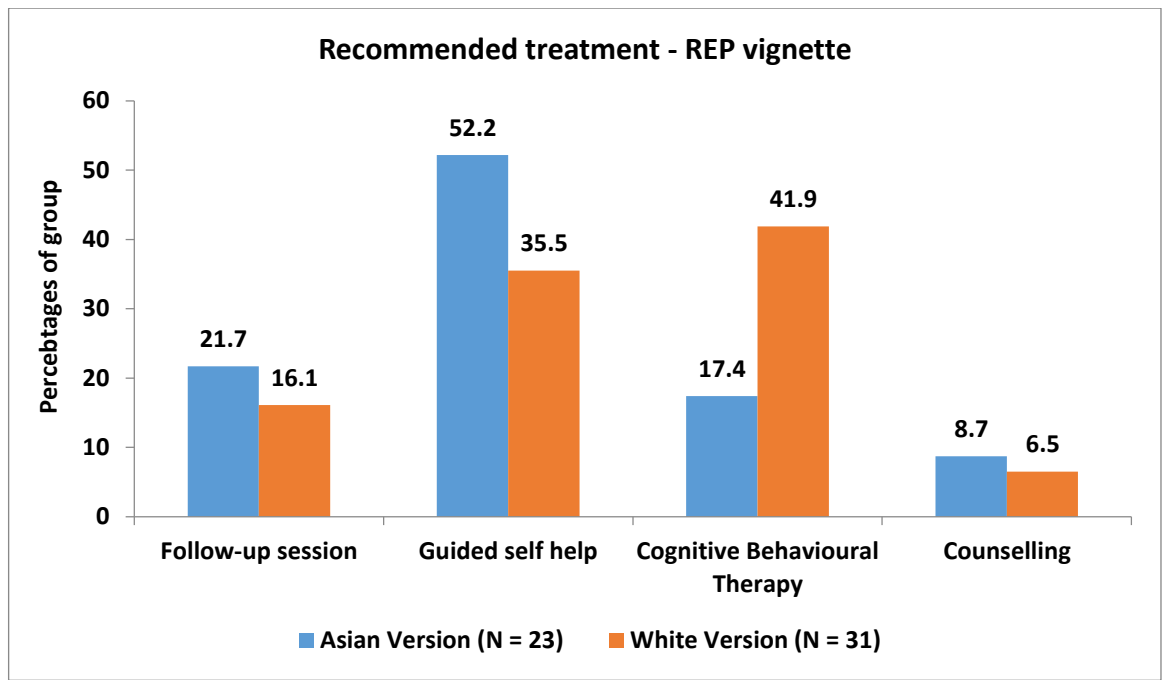 Recommended treatment - REP vignette
Percebtages of group
60
50
40
30
20
10
0
52.2
41.9
35.5
21.7
16.1
17.4
8.7
6.5
Follow-up session
Guided self help
Cognitive Behavioural
Therapy
Counselling
Asian Version (N = 23)
White Version (N = 31)